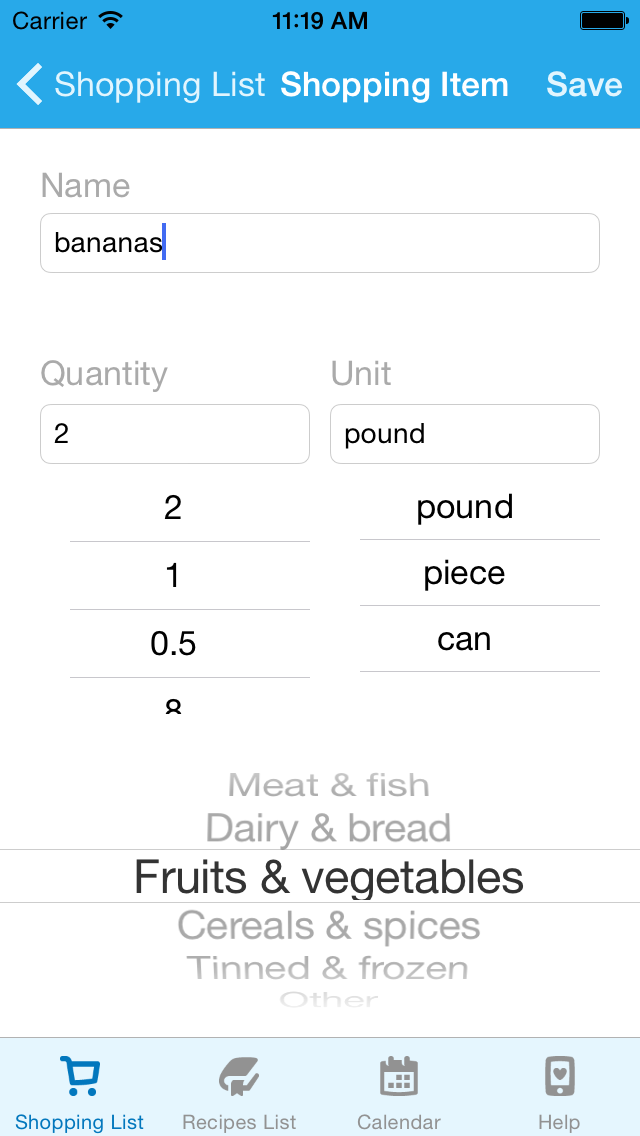 Carrier 11:19 AM
Shopping List Shopping Item Save
Name
bananas
Quantity Unit
2 pound
2 pound
1 piece
0.5 can
8
Meat & fish
Dairy & bread
Fruits & vegetables
Cereals & spices
Tinned & frozen
Other
Shopping List Recipes List Calendar Help